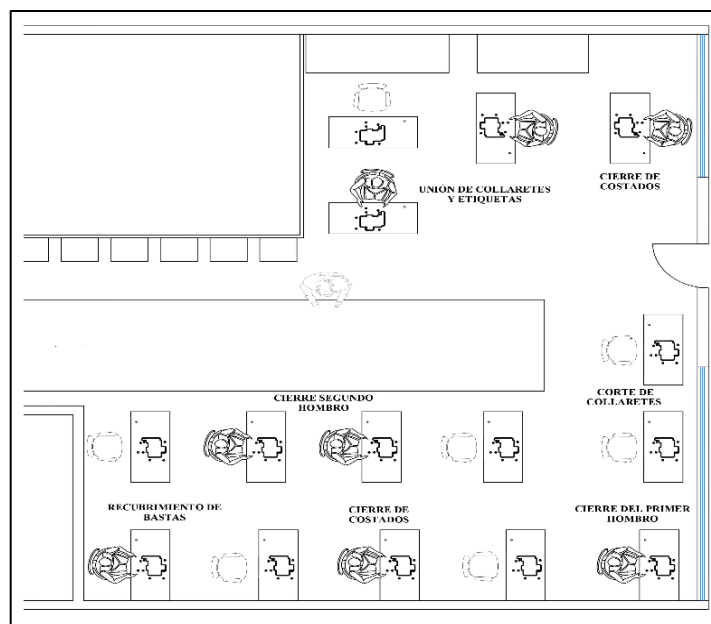 UNIÓN DE COLLARETES
Y ETIQUETAS
CIERRE DE
COSTADOS
CIERRE SEGUNDO
HOMBRO
CORTE DE
COLLARETES
RECUBRIMIENTO DE
BASTAS
CIERRE DE
COSTADOS
CIERRE DEL PRIMER
HOMBRO